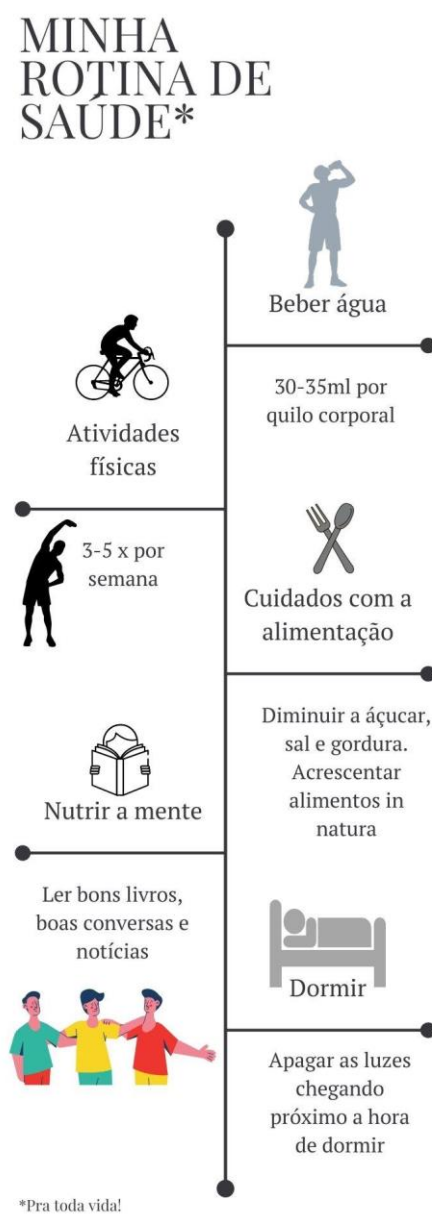 MINHA
ROTINA DE
SAÚDE*
Beber água
30-35ml por
quilo corporal
Atividades
físicas
3-5 x por
semana
Cuidados com a
alimentação
Diminuir a áçucar,
sal e gordura.
Acrescentar
alimentos in
natura
Nutrir a mente
Ler bons livros,
boas conversas e
notícias
Dormir
Apagar as luzes
chegando
próximo a hora
de dormir
*Pra toda vida!